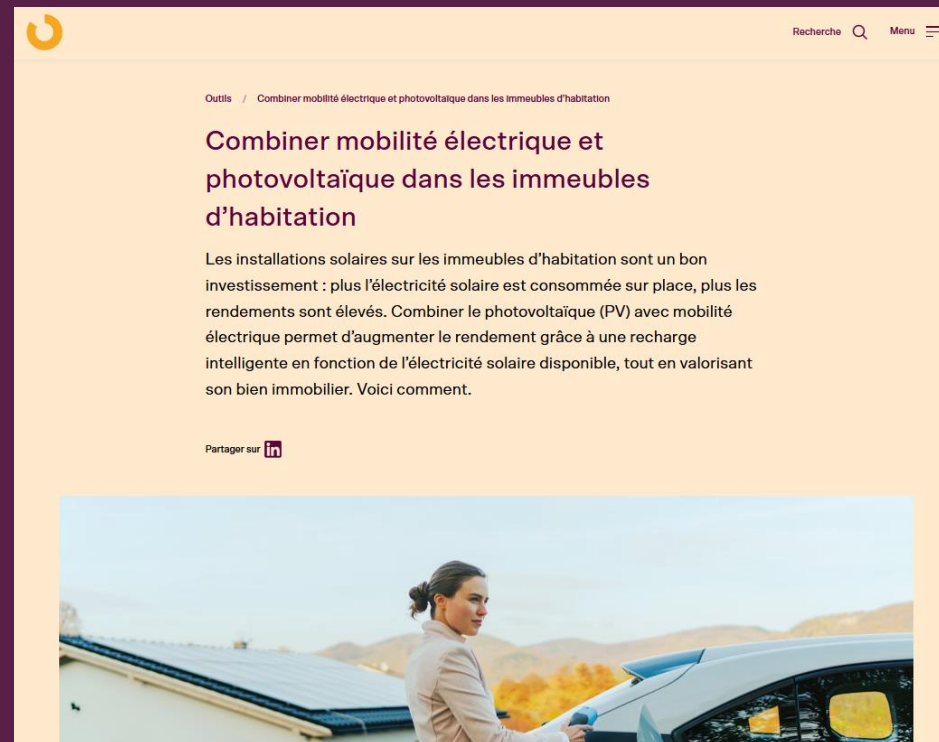 Recherche
Menu
Outils / Combiner mobilité électrique et photovoltaïque dans les immeubles d'habitation
Combiner mobilité électrique et
photovoltaïque dans les immeubles
d'habitation
Les installations solaires sur les immeubles d'habitation sont un bon
investissement : plus l'électricité solaire est consommée sur place, plus les
rendements sont élevés. Combiner le photovoltaïque (PV) avec mobilité
électrique permet d'augmenter le rendement grâce à une recharge
intelligente en fonction de l'électricité solaire disponible, tout en valorisant
son bien immobilier. Voici comment.
Partager sur in